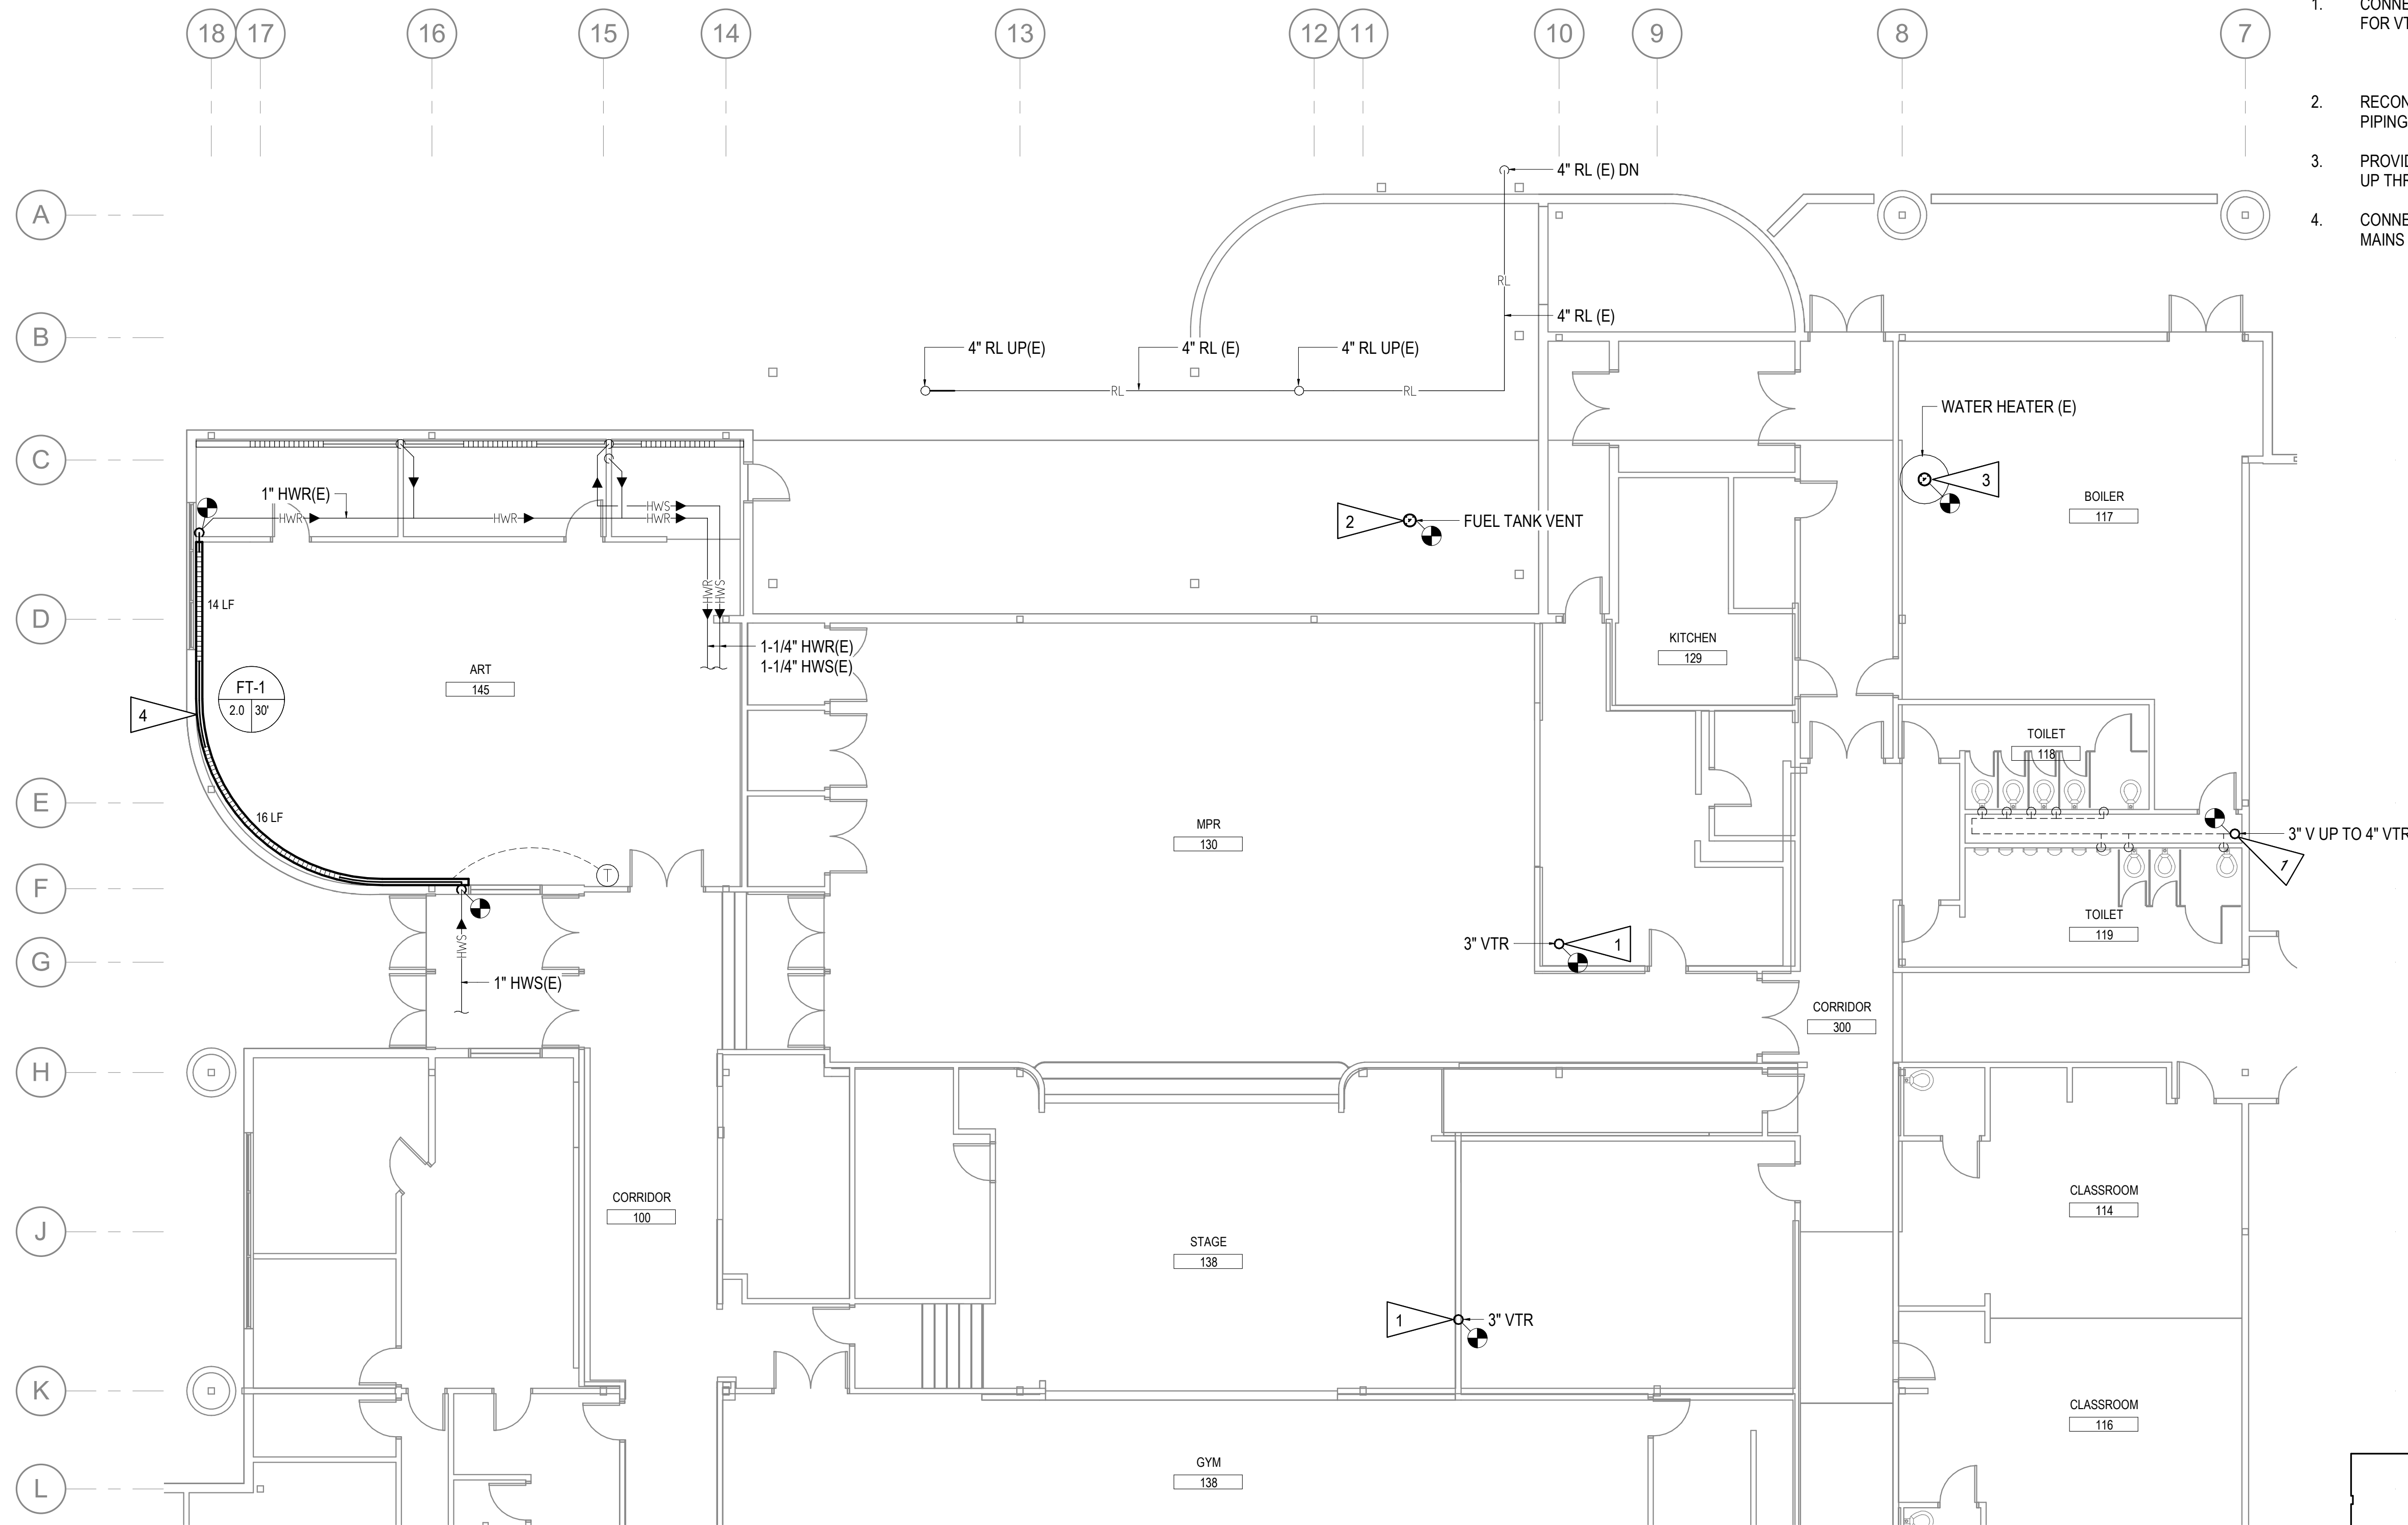 18 17 16 15 14 13 12 11 10 9 8 7
1. CONNE
FOR VT
2. RECON
PIPING
3. PROVID
UP THR
4. CONNE
MAINS
A
4" RL (E) DN
RL
B
4" RL UP(E)
4" RL (E)
4" RL UP(E)
4" RL (E)
RL
RL
WATER HEATER (E)
C
1" HWR(E)
HWS
HWR
HWR
HWR
2
FUEL TANK VENT
3
BOILER
117
HWR
HWS
14 LF
D
1-1/4" HWR(E)
1-1/4" HWS(E)
KITCHEN
129
ART
145
FT-1
2.0 30'
4
TOILET
118
E
16 LF
MPR
130
3" V UP TO 4" VTR
1
F
T
TOILET
119
G
HWS
1" HWS(E)
3" VTR
1
CORRIDOR
300
H
CORRIDOR
100
CLASSROOM
114
J
STAGE
138
1
3" VTR
K
CLASSROOM
116
L
GYM
138